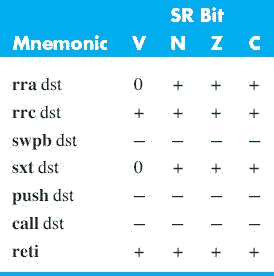 SR Bit
Mnemonic V N Z C
rra dst 0 + + +
rrc dst + + + +
swpb dst — — — —
sxt dst 0 + + +
push dst — — — —
call dst — — — —
reti + + + +